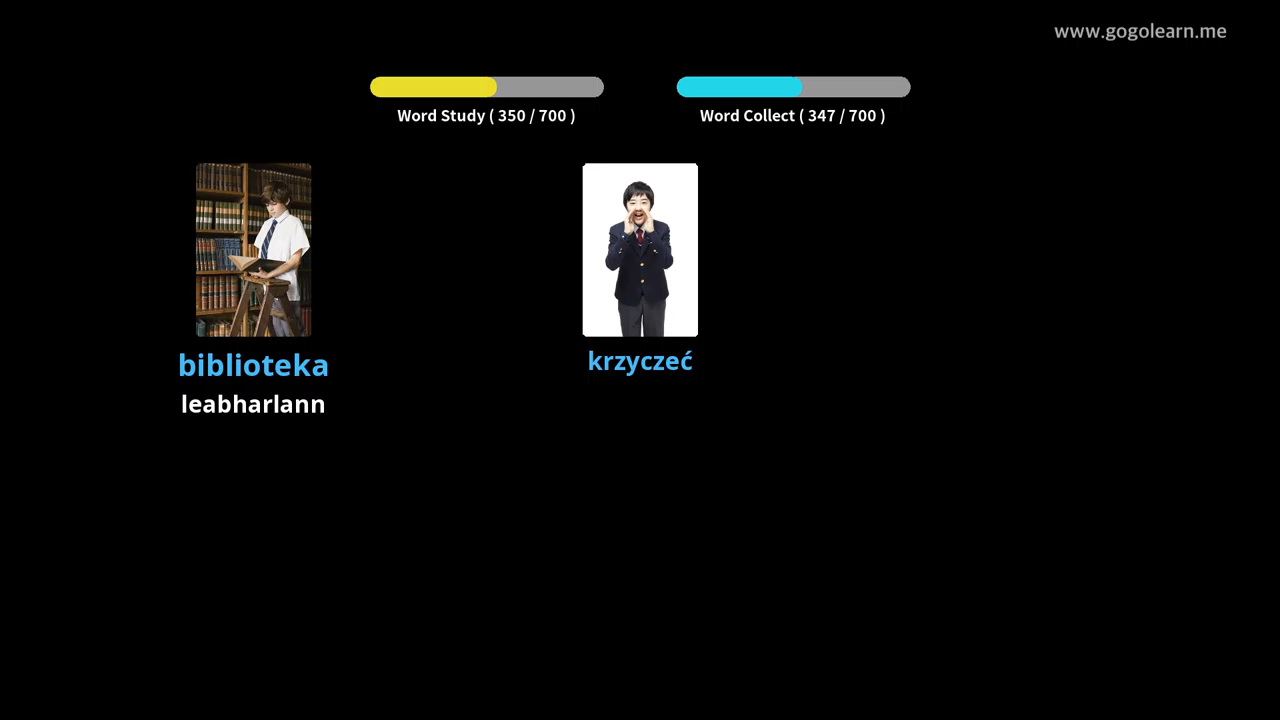 www.gogolearn.me
Word Study ( 350 / 700 )
Word Collect ( 347 / 700 )
biblioteka
leabharlann
krzyczeć